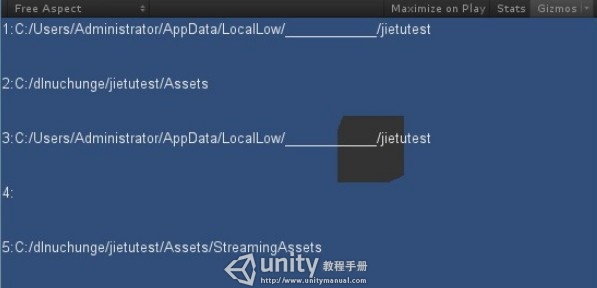 Free Aspect Maximize on Play Stats Gizmos
1:C:/Users/Administrator/AppData/LocalLow/____________/jietutest
2:C:/dlnuchunge/jietutest/Assets
3:C:/Users/Administrator/AppData/LocalLow/____________/jietutest
4:
5:C:/dlnuchunge/jietutest/Assets/StreamingAssets
unity 教程手册
http://www.unitymanual.com